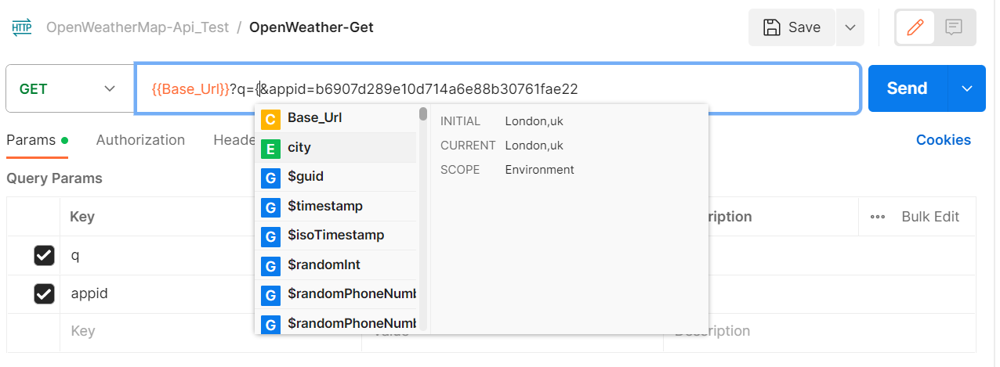 HTTP OpenWeatherMap-Api_Test / OpenWeather-Get Save
GET {{Base_Url}}?q={&appid=b6907d289e10d714a6e88b30761fae22 Send
Params Authorization Heade Cookies
Query Params
Key ription Bulk Edit
q
appid
Key Value Description
C Base_Url
E city
G $guid
G $timestamp
G $isoTimestamp
G $randomInt
G $randomPhoneNumb
G $randomPhoneNumb
INITIAL London,uk
CURRENT London,uk
SCOPE Environment